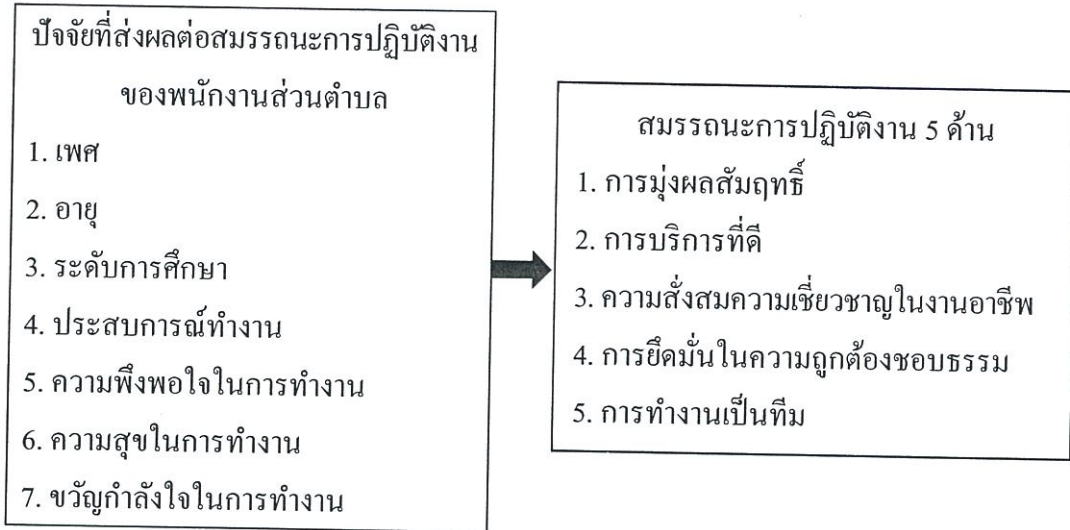 ปัจจัยที่ส่งผลต่อสมรรถนะการปฏิบัติงาน
ของพนักงานส่วนตำบล
1. เพศ
2. อายุ
3. ระดับการศึกษา
4. ประสบการณ์ทำงาน
5. ความพึงพอใจในการทำงาน
6. ความสุขในการทำงาน
7. ขวัญกำลังใจในการทำงาน
สมรรถนะการปฏิบัติงาน 5 ด้าน
1. การมุ่งผลสัมฤทธิ์
2. การบริการที่ดี
3. ความสั่งสมความเชี่ยวชาญในงานอาชีพ
4. การยึดมั่นในความถูกต้องชอบธรรม
5. การทำงานเป็นทีม